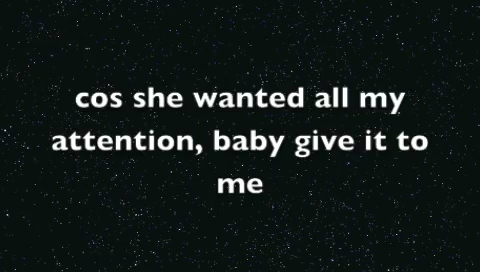 cos she wanted all my
attention, baby give it to
me